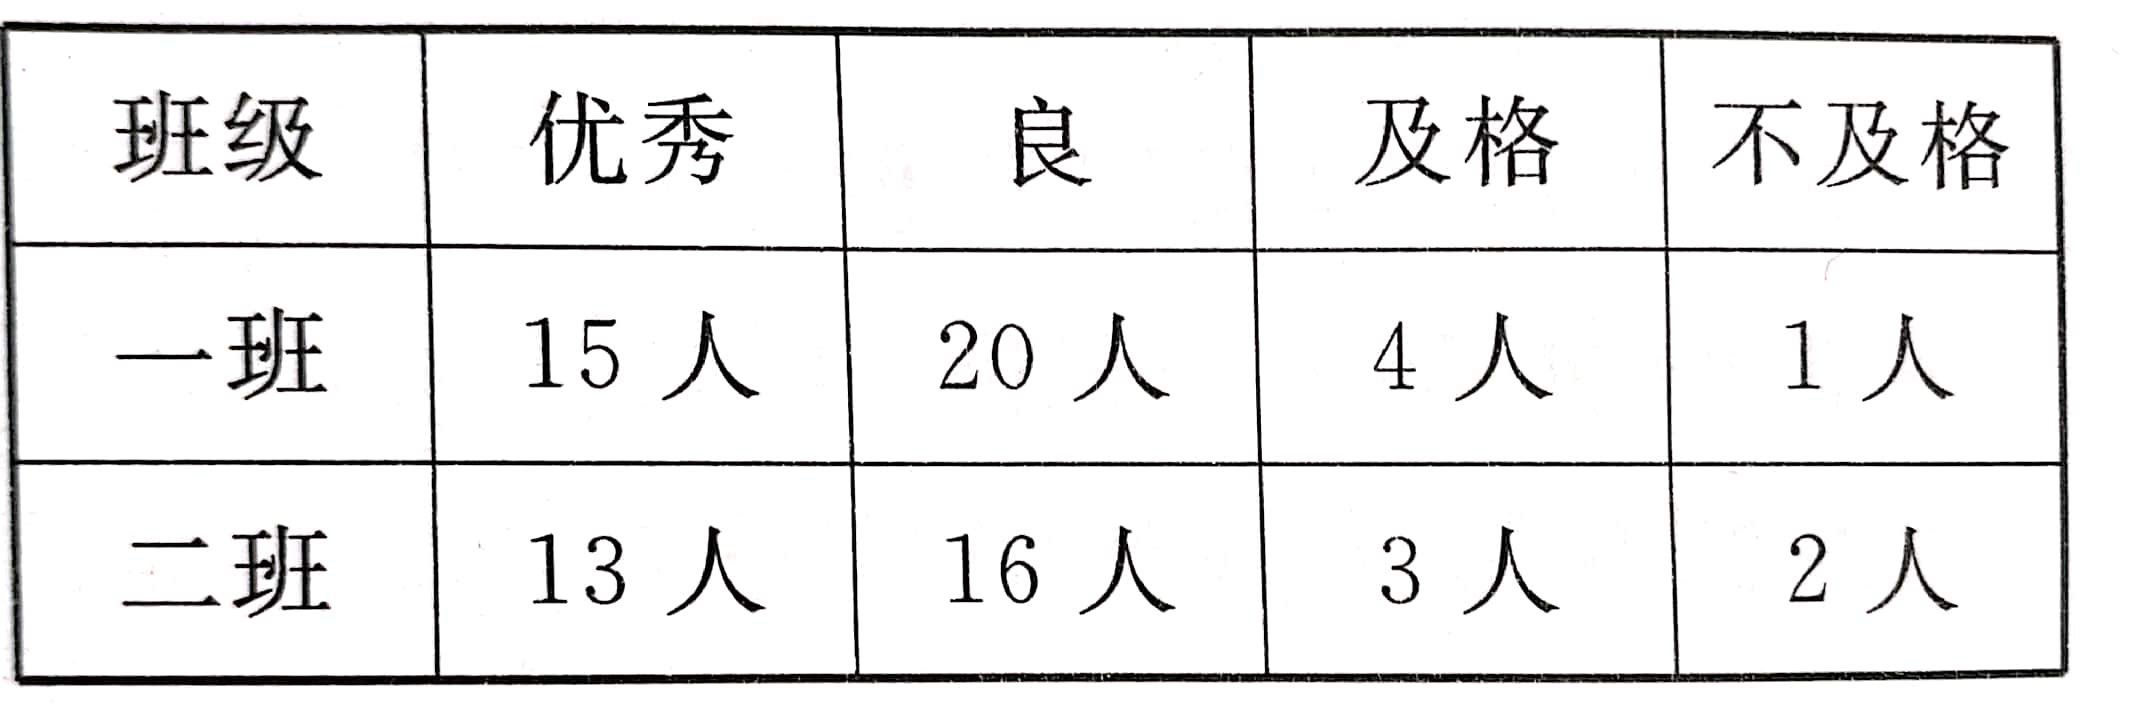 班级 优秀 良 及格 不及格
一班 15 人 20 人 4 人 1 人
二班 13 人 16 人 3 人 2 人